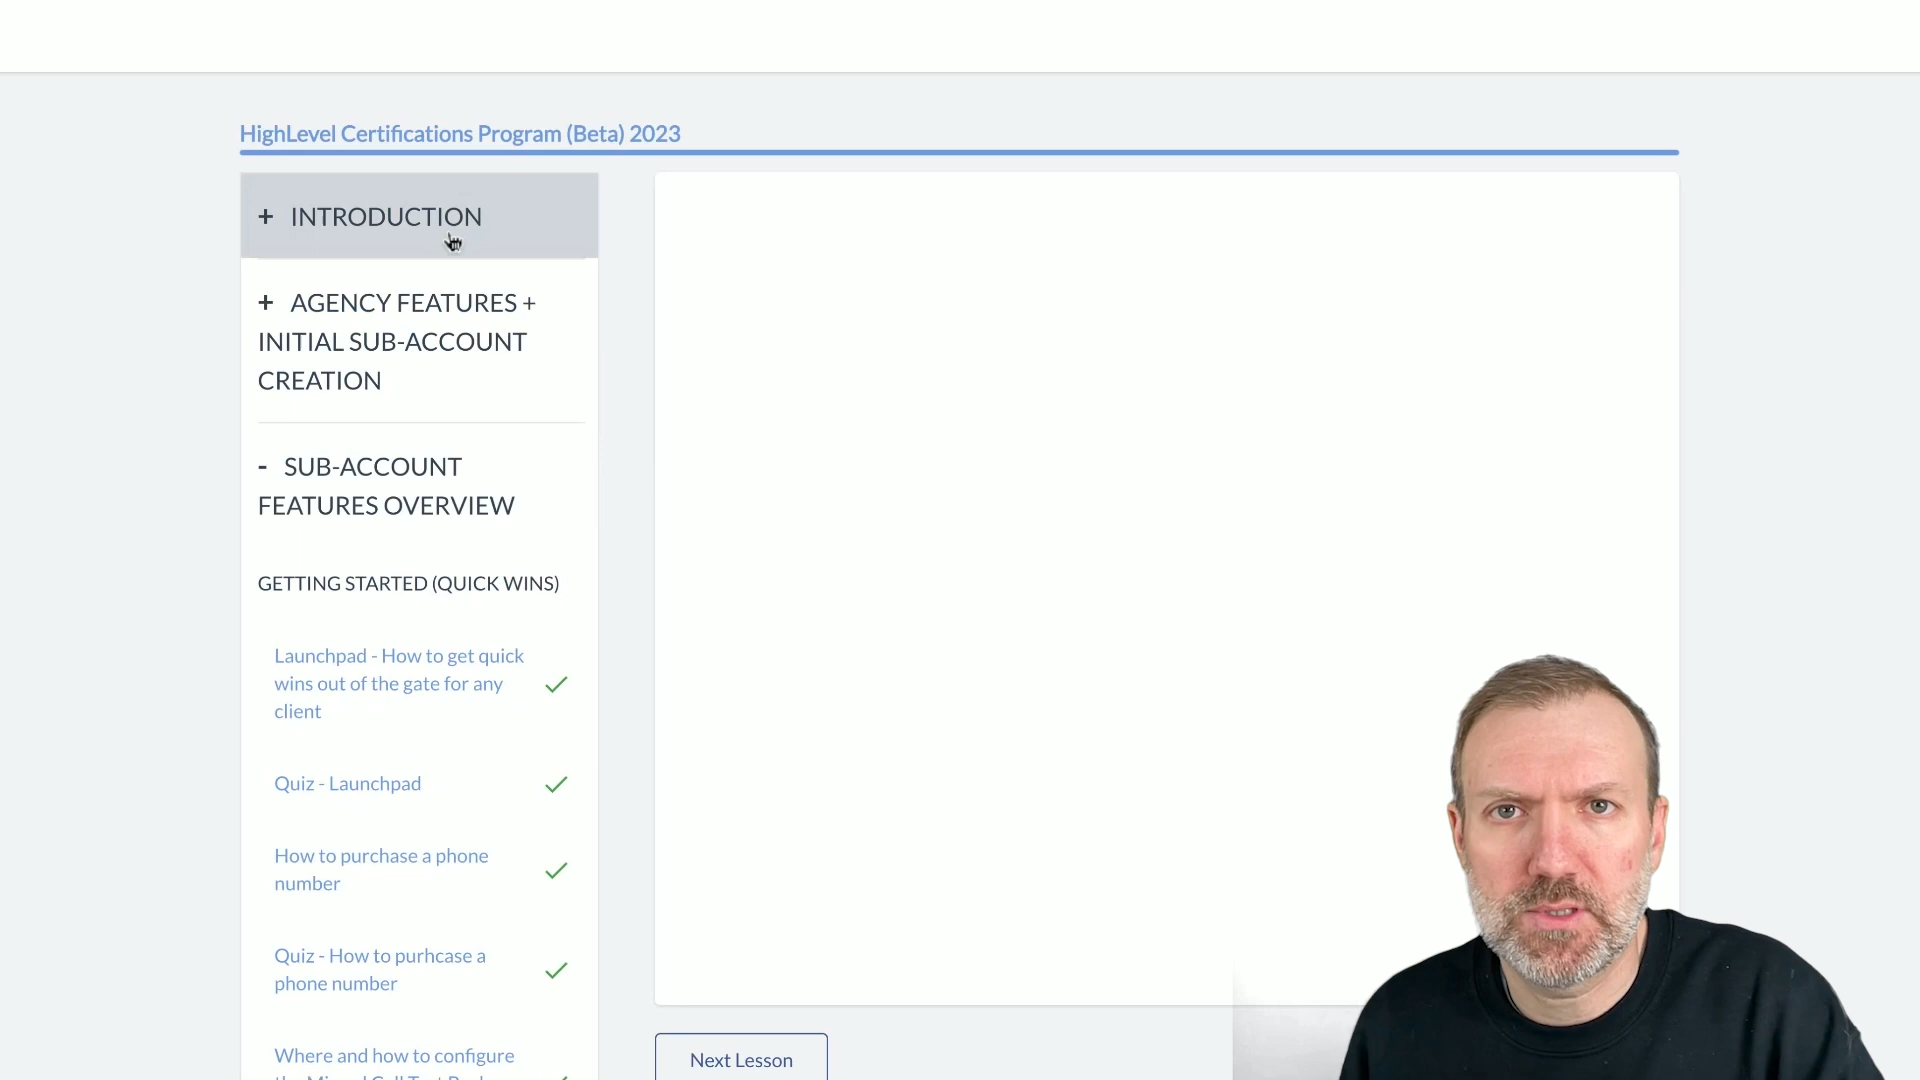 HighLevel Certifications Program (Beta) 2023
+ INTRODUCTION
+ AGENCY FEATURES +
INITIAL SUB-ACCOUNT
CREATION
- SUB-ACCOUNT
FEATURES OVERVIEW
GETTING STARTED (QUICK WINS)
Launchpad - How to get quick
wins out of the gate for any
client
Quiz - Launchpad
How to purchase a phone
number
Quiz - How to purhcase a
phone number
Where and how to configure
Next Lesson